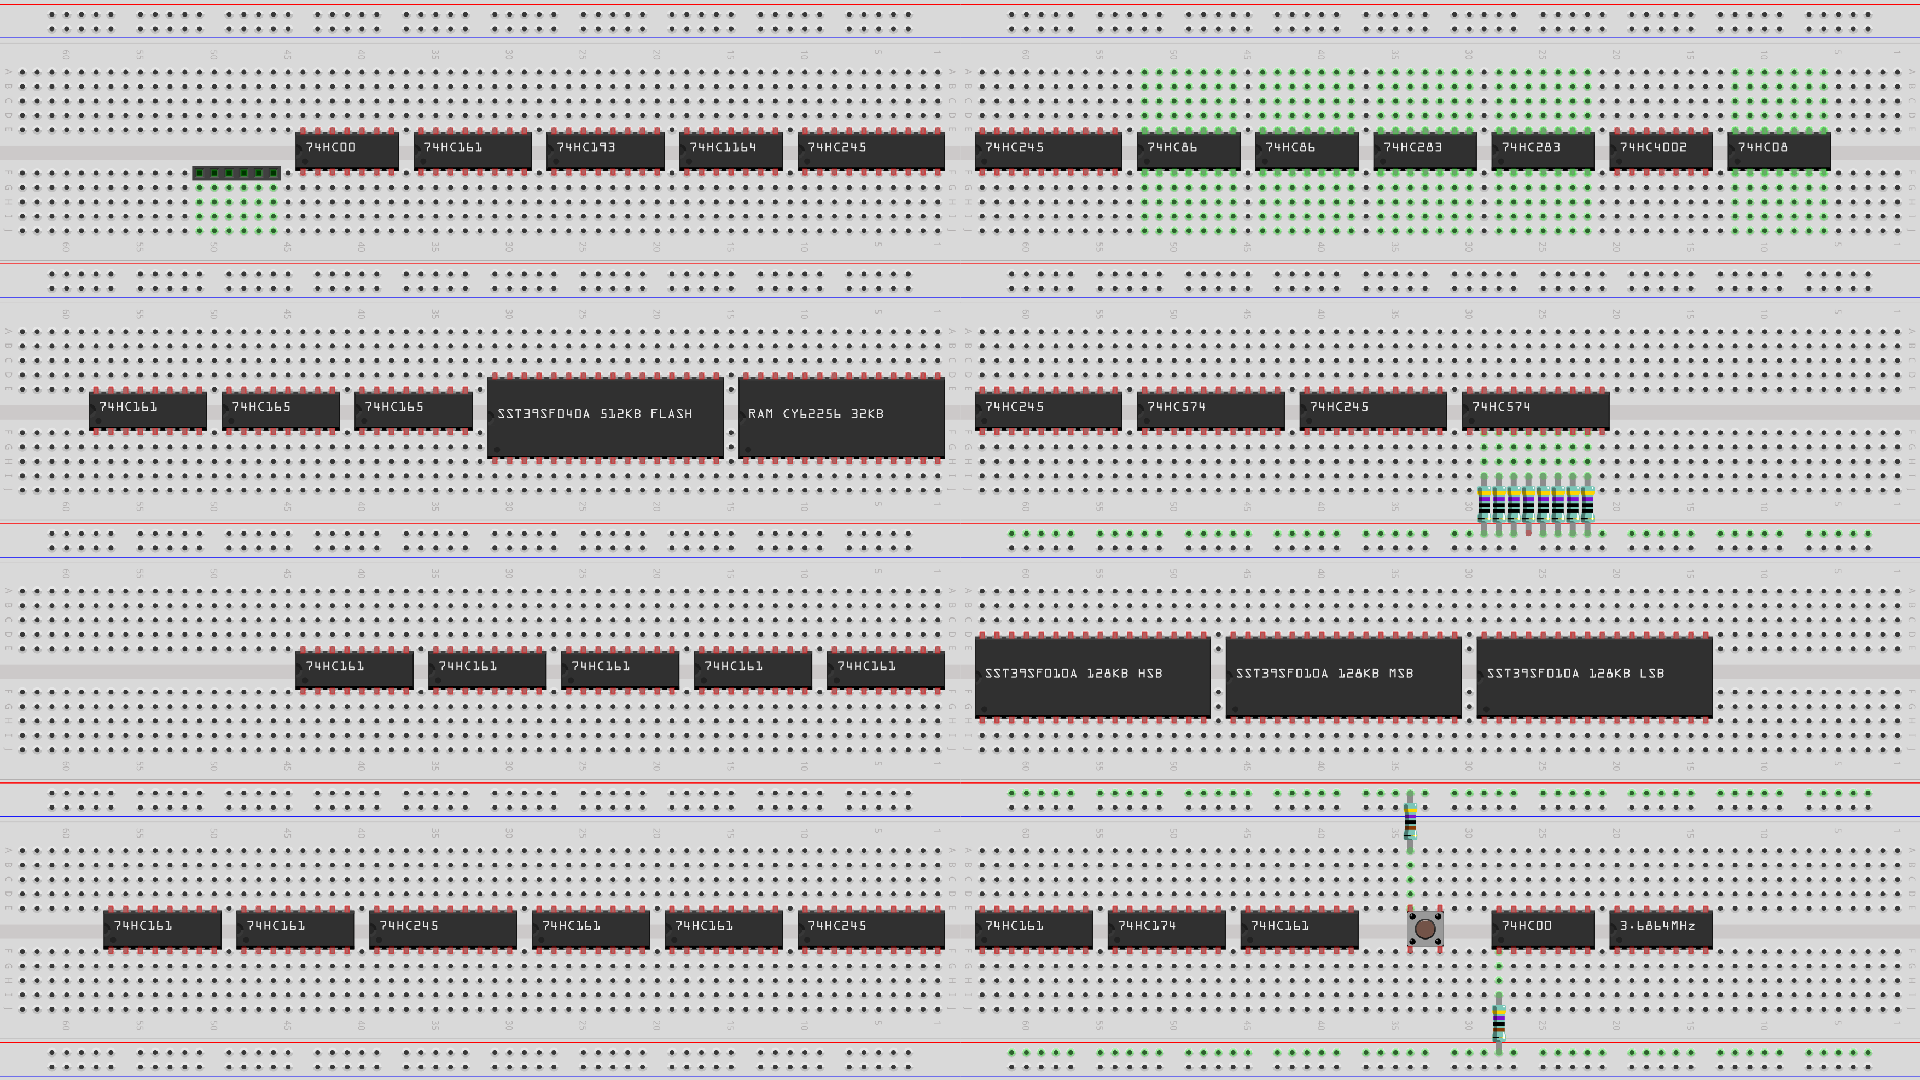 74HC00 74HC161 74HC193 74HC1164 74HC245 74HC245 74HC86 74HC86 74HC283 74HC283 74HC4002 74HC08
74HC161 74HC165 74HC165 SST39SF040A 512KB FLASH RAM CY62256 32KB 74HC245 74HC574 74HC245 74HC574
74HC161 74HC161 74HC161 74HC161 74HC161 SST39SF010A 128KB HSB SST39SF010A 128KB MSB SST39SF010A 128KB LSB
74HC161 74HC161 74HC245 74HC161 74HC161 74HC245 74HC161 74HC174 74HC161 74HC00 3.6864MHz